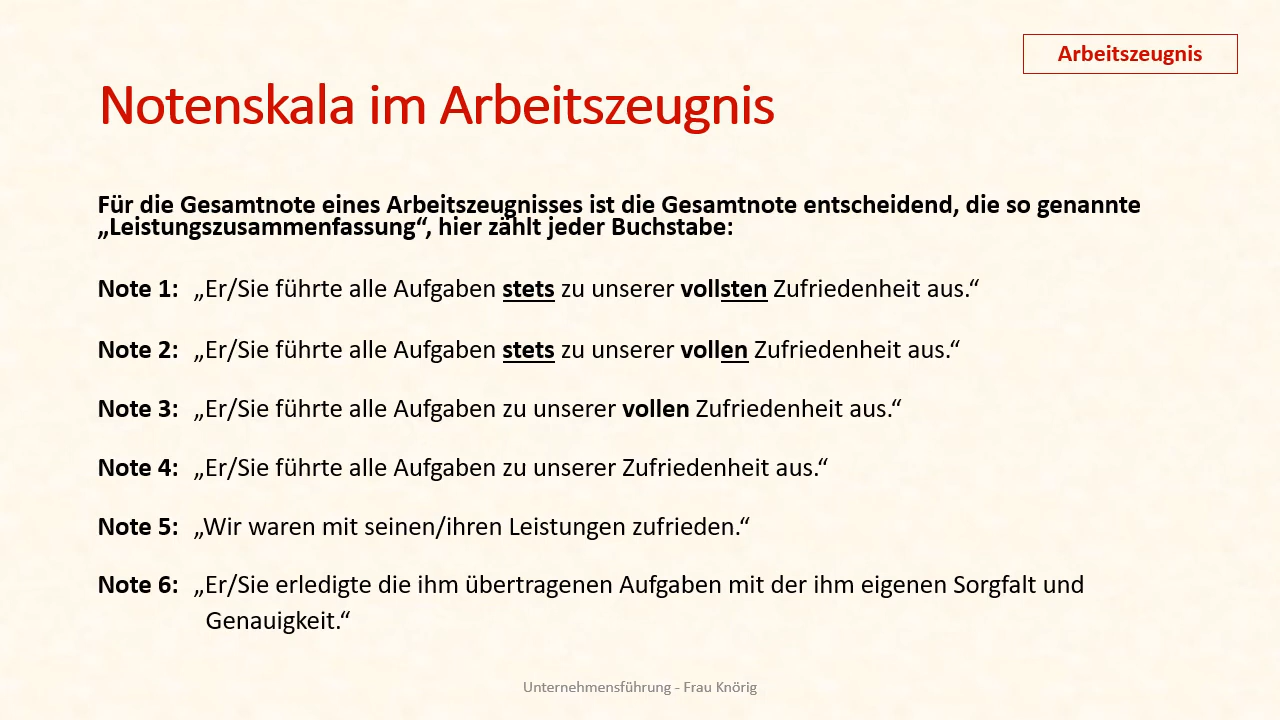 Arbeitszeugnis
Notenskala im Arbeitszeugnis
Für die Gesamtnote eines Arbeitszeugnisses ist die Gesamtnote entscheidend, die so genannte
„Leistungszusammenfassung“, hier zählt jeder Buchstabe:
Note 1: „Er/Sie führte alle Aufgaben stets zu unserer vollsten Zufriedenheit aus.“
Note 2: „Er/Sie führte alle Aufgaben stets zu unserer vollen Zufriedenheit aus.“
Note 3: „Er/Sie führte alle Aufgaben zu unserer vollen Zufriedenheit aus.“
Note 4: „Er/Sie führte alle Aufgaben zu unserer Zufriedenheit aus.“
Note 5: „Wir waren mit seinen/ihren Leistungen zufrieden.“
Note 6: „Er/Sie erledigte die ihm übertragenen Aufgaben mit der ihm eigenen Sorgfalt und
Genauigkeit.“
Unternehmensführung - Frau Knörig